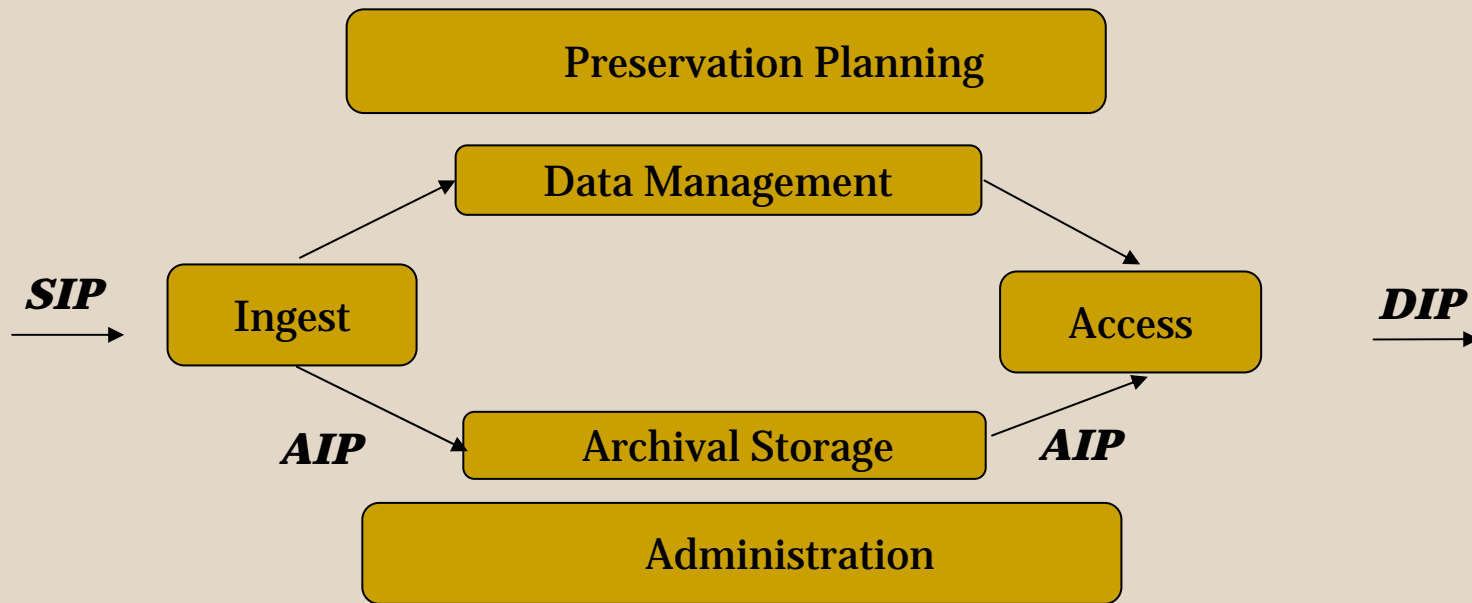 Preservation Planning
Data Management
SIP
Ingest
Access
DIP
AIP
Archival Storage
AIP
Administration